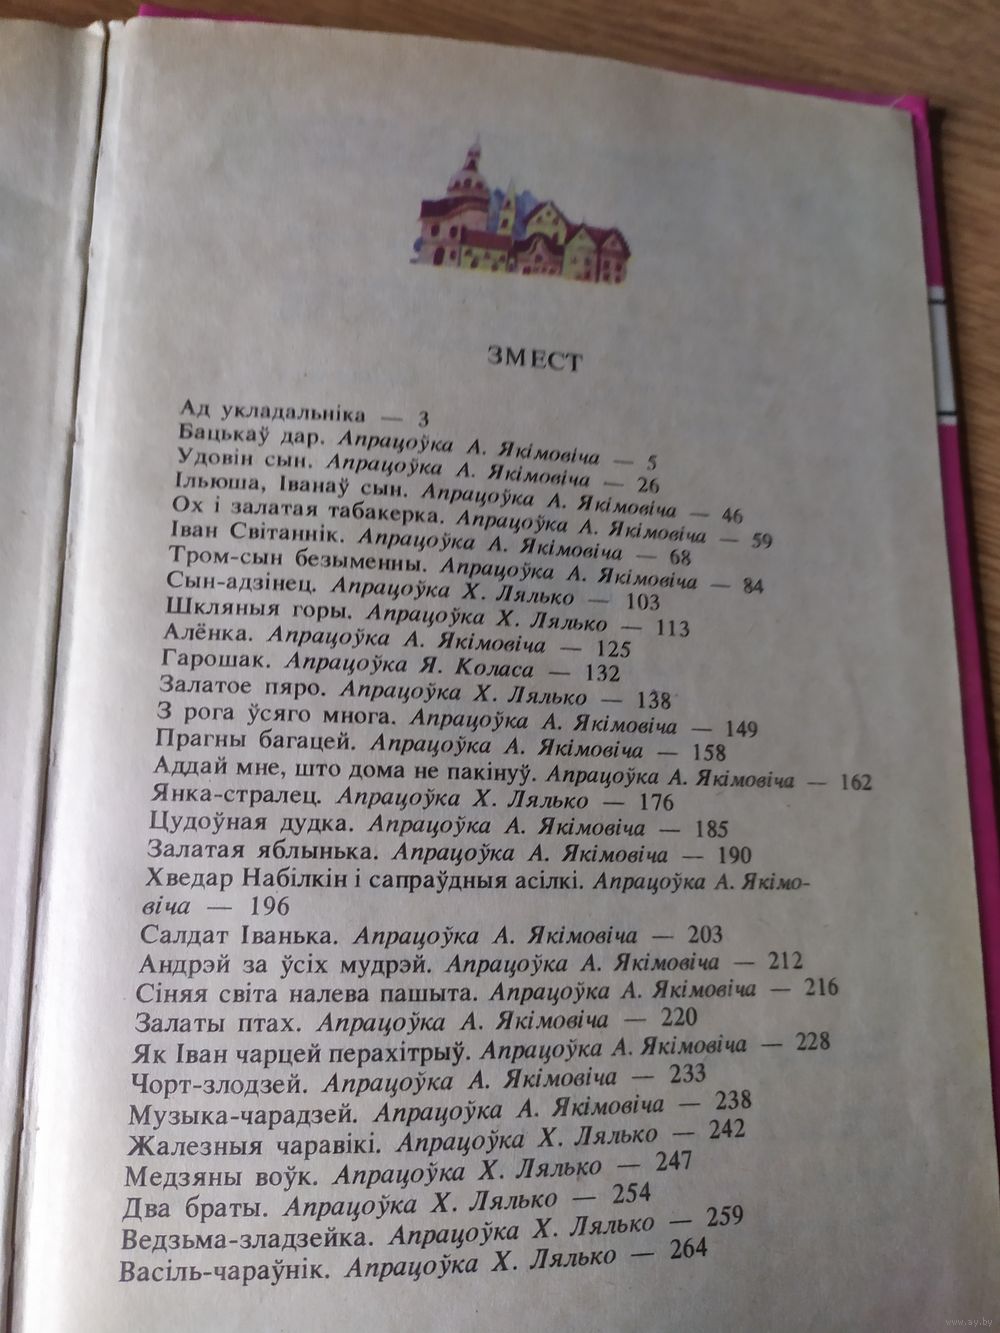 ЗМЕСТ
Ад укладальніка — 3
Бацькаў дар. Апрацоўка А. Якімовіча — 5
Удовін сын. Апрацоўка А. Якімовіча — 26
Ільюша, Іванаў сын. Апрацоўка А. Якімовіча — 46
Ох і залатая табакерка. Апрацоўка А. Якімовіча — 59
Іван Світаннік. Апрацоўка А. Якімовіча — 68
Тром-сын безыменны. Апрацоўка А. Якімовіча — 84
Сын-адзінец. Апрацоўка Х. Лялько — 103
Шкляныя горы. Апрацоўка Х. Лялько — 113
Алёнка. Апрацоўка А. Якімовіча — 125
Гарошак. Апрацоўка Я. Коласа — 132
Залатое пяро. Апрацоўка Х. Лялько — 138
З рога ўсяго многа. Апрацоўка А. Якімовіча — 149
Прагны багацей. Апрацоўка А. Якімовіча — 158
Аддай мне, што дома не пакінуў. Апрацоўка А. Якімовіча — 162
Янка-стралец. Апрацоўка Х. Лялько — 176
Цудоўная дудка. Апрацоўка А. Якімовіча — 185
Залатая яблынька. Апрацоўка А. Якімовіча — 190
Хведар Набілкін і сапраўдныя асілкі. Апрацоўка А. Якімо-
віча — 196
Салдат Іванька. Апрацоўка А. Якімовіча — 203
Андрэй за ўсіх мудрэй. Апрацоўка А. Якімовіча — 212
Сіняя світа налева пашыта. Апрацоўка А. Якімовіча — 216
Залаты птах. Апрацоўка А. Якімовіча — 220
Як Іван чарцей перахітрыў. Апрацоўка А. Якімовіча — 228
Чорт-злодзей. Апрацоўка А. Якімовіча — 233
Музыка-чарадзей. Апрацоўка А. Якімовіча — 238
Жалезныя чаравікі. Апрацоўка Х. Лялько — 242
Медзяны воўк. Апрацоўка Х. Лялько — 247
Два браты. Апрацоўка Х. Лялько — 254
Ведзьма-зладзейка. Апрацоўка Х. Лялько — 259
Васіль-чараўнік. Апрацоўка Х. Лялько — 264
www.ay.by